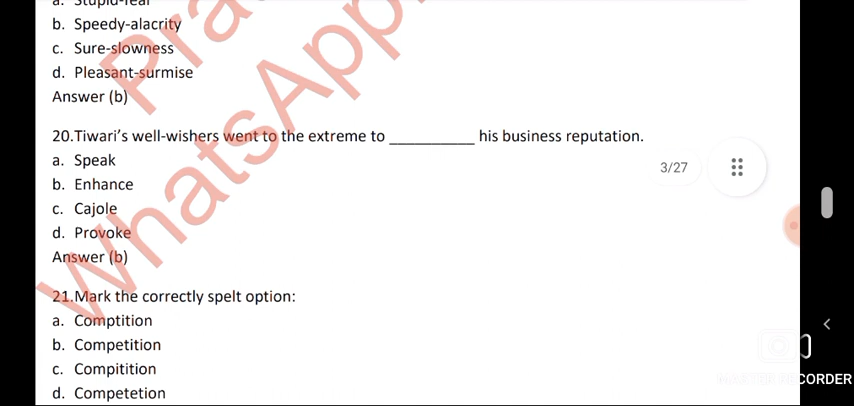 b. Speedy-alacrity
c. Sure-slowness
d. Pleasant-surmise
Answer (b)
20.Tiwari's well-wishers went to the extreme to __________ his business reputation.
a. Speak
b. Enhance
c. Cajole
d. Provoke
Answer (b)
3/27
21.Mark the correctly spelt option:
a. Comptition
b. Competition
c. Compitition
d. Competetion
WhatsApp